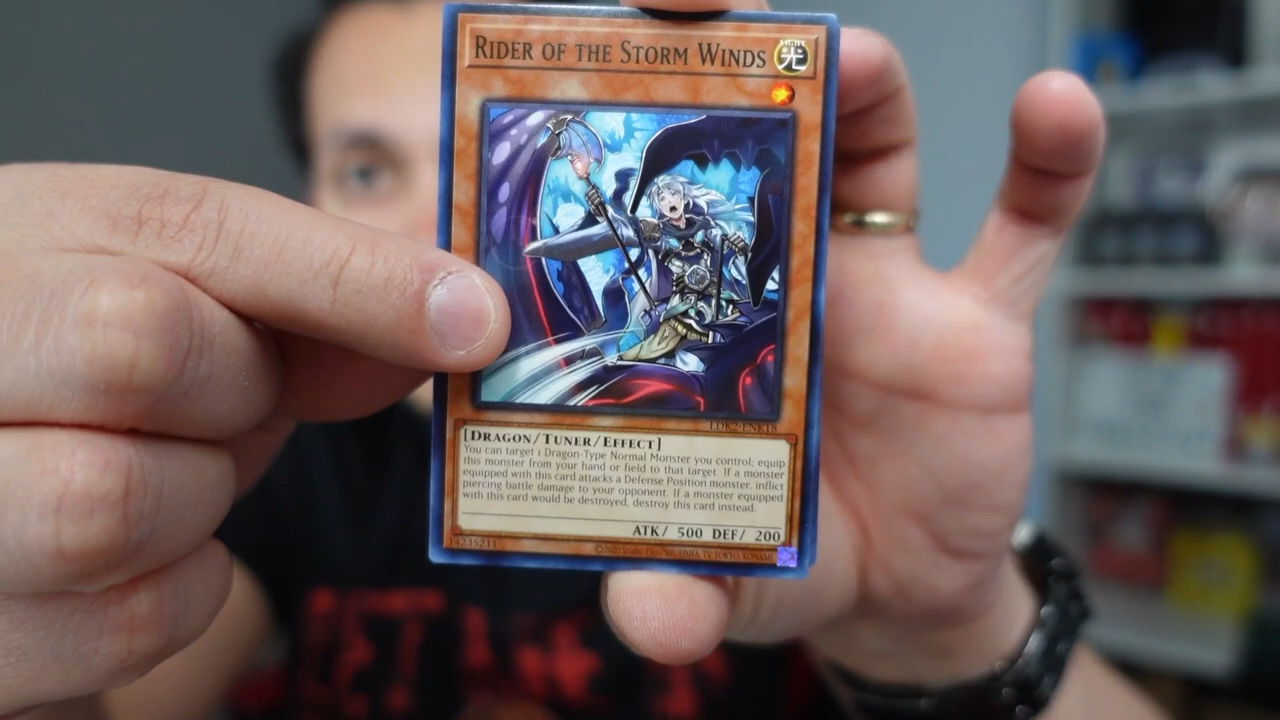 RIDER OF THE STORM WINDS
光
LDK2-ENK18
[DRAGON/TUNER/EFFECT]
You can target 1 Dragon-Type Normal Monster you control; equip
this monster from your hand or field to that target. If a monster
equipped with this card attacks a Defense Position monster, inflict
piercing battle damage to your opponent. If a monster equipped
with this card would be destroyed, destroy this card instead.
ATK/ 500 DEF/ 200
14235211
©2020 Studio Dice/SHUEISHA, TV TOKYO, KONAMI